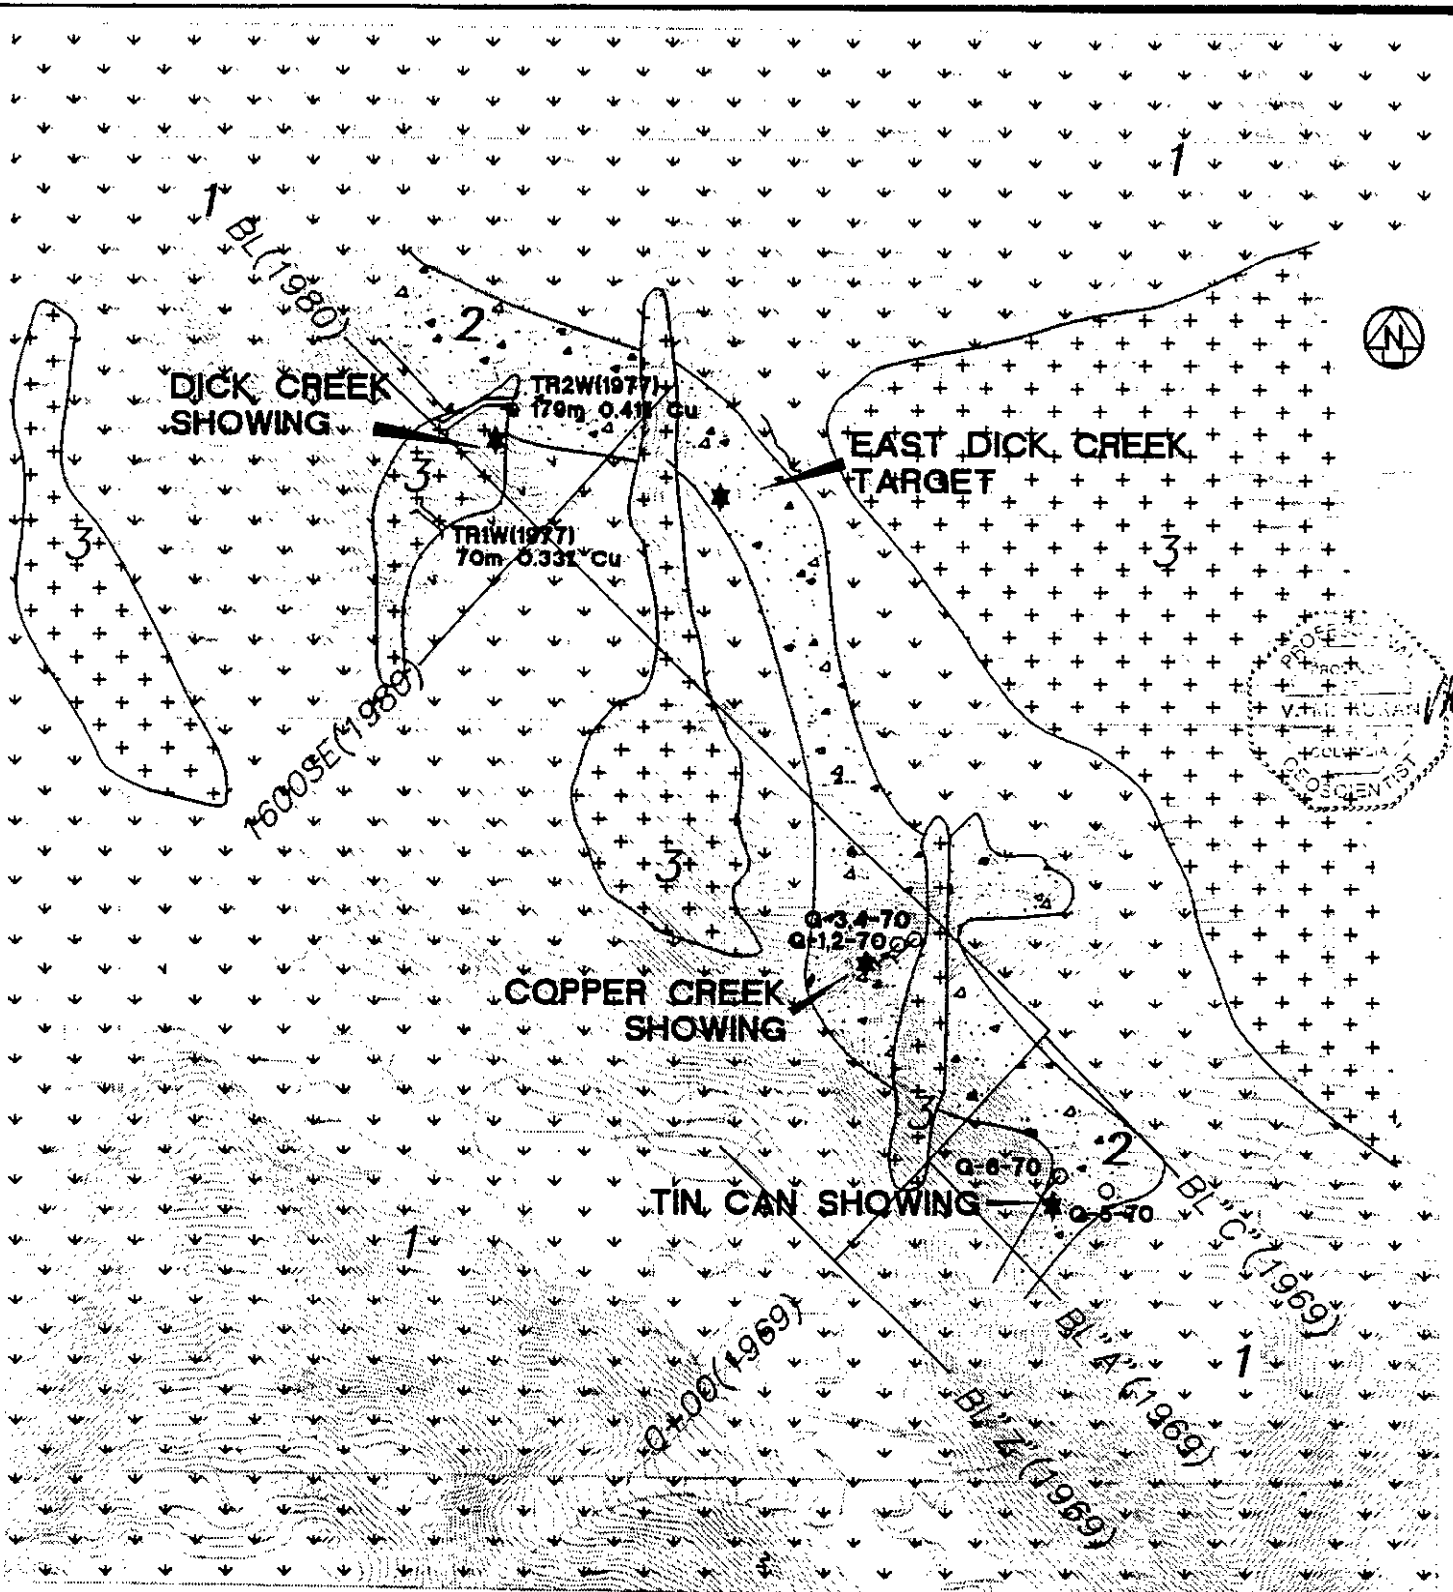 1
1
BL(1980)
2
N
DICK CREEK
SHOWING
TR2W(1977)
179m 0.41% Cu
EAST DICK CREEK
TARGET
3
3
TR1W(1977)
70m 0.33% Cu
3
PROFESSIONAL
GEOSCIENTIST
1600SE(1980)
3
Q-3,4-70
Q-1,2-70
COPPER CREEK
SHOWING
3
2
Q-6-70
TIN CAN SHOWING
Q-5-70
BL"C"(1969)
1
BL"A"(1969)
1
0+00(1969)
BL"Z"(1969)